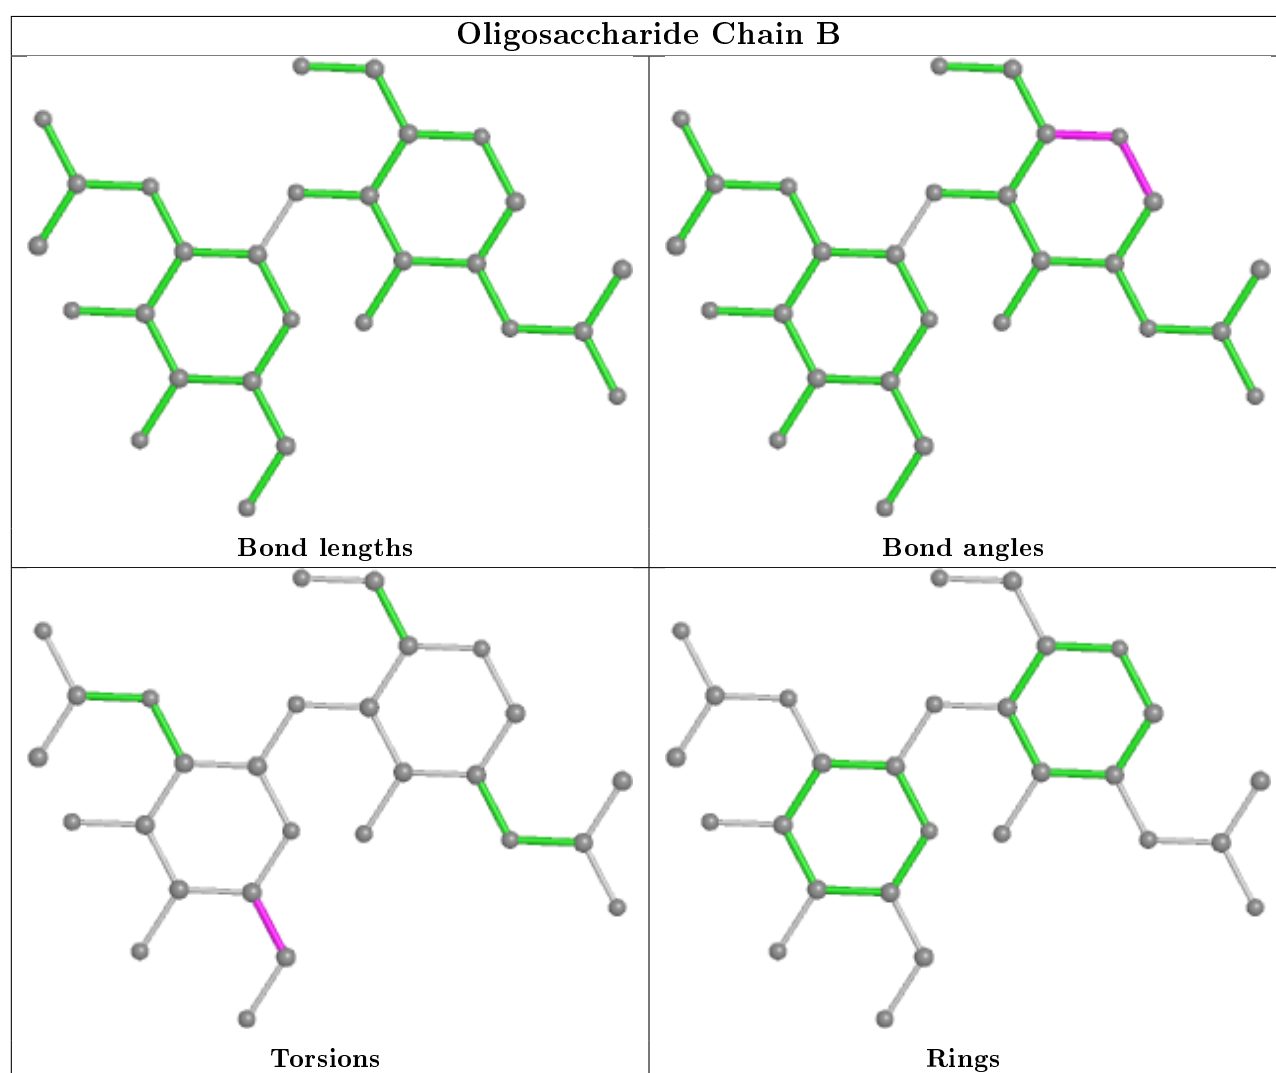 Oligosaccharide Chain B
Bond lengths
Bond angles
Torsions
Rings